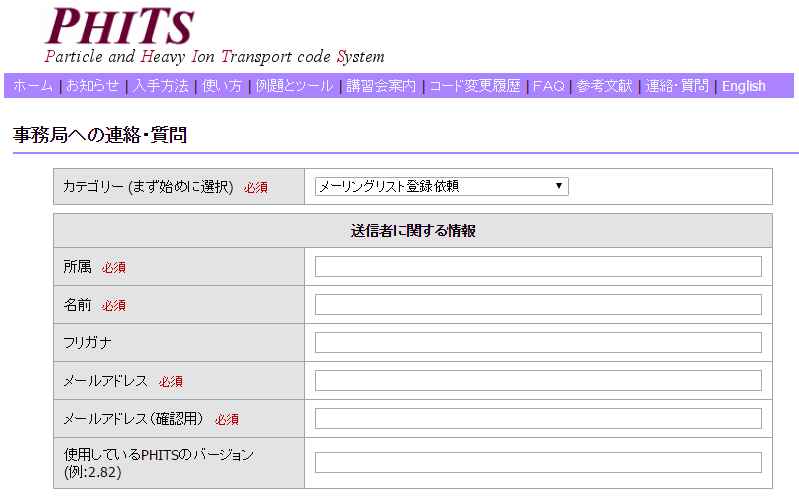 PHITS
Particle and Heavy Ion Transport code System
ホーム | お知らせ | 入手方法 | 使い方 | 例題とツール | 講習会案内 | コード変更履歴 | FAQ | 参考文献 | 連絡・質問 | English
事務局への連絡・質問
カテゴリー (まず始めに選択) 必須 メーリングリスト登録依頼 ▼
送信者に関する情報
所属 必須
名前 必須
フリガナ
メールアドレス 必須
メールアドレス(確認用) 必須
使用しているPHITSのバージョン
(例:2.82)